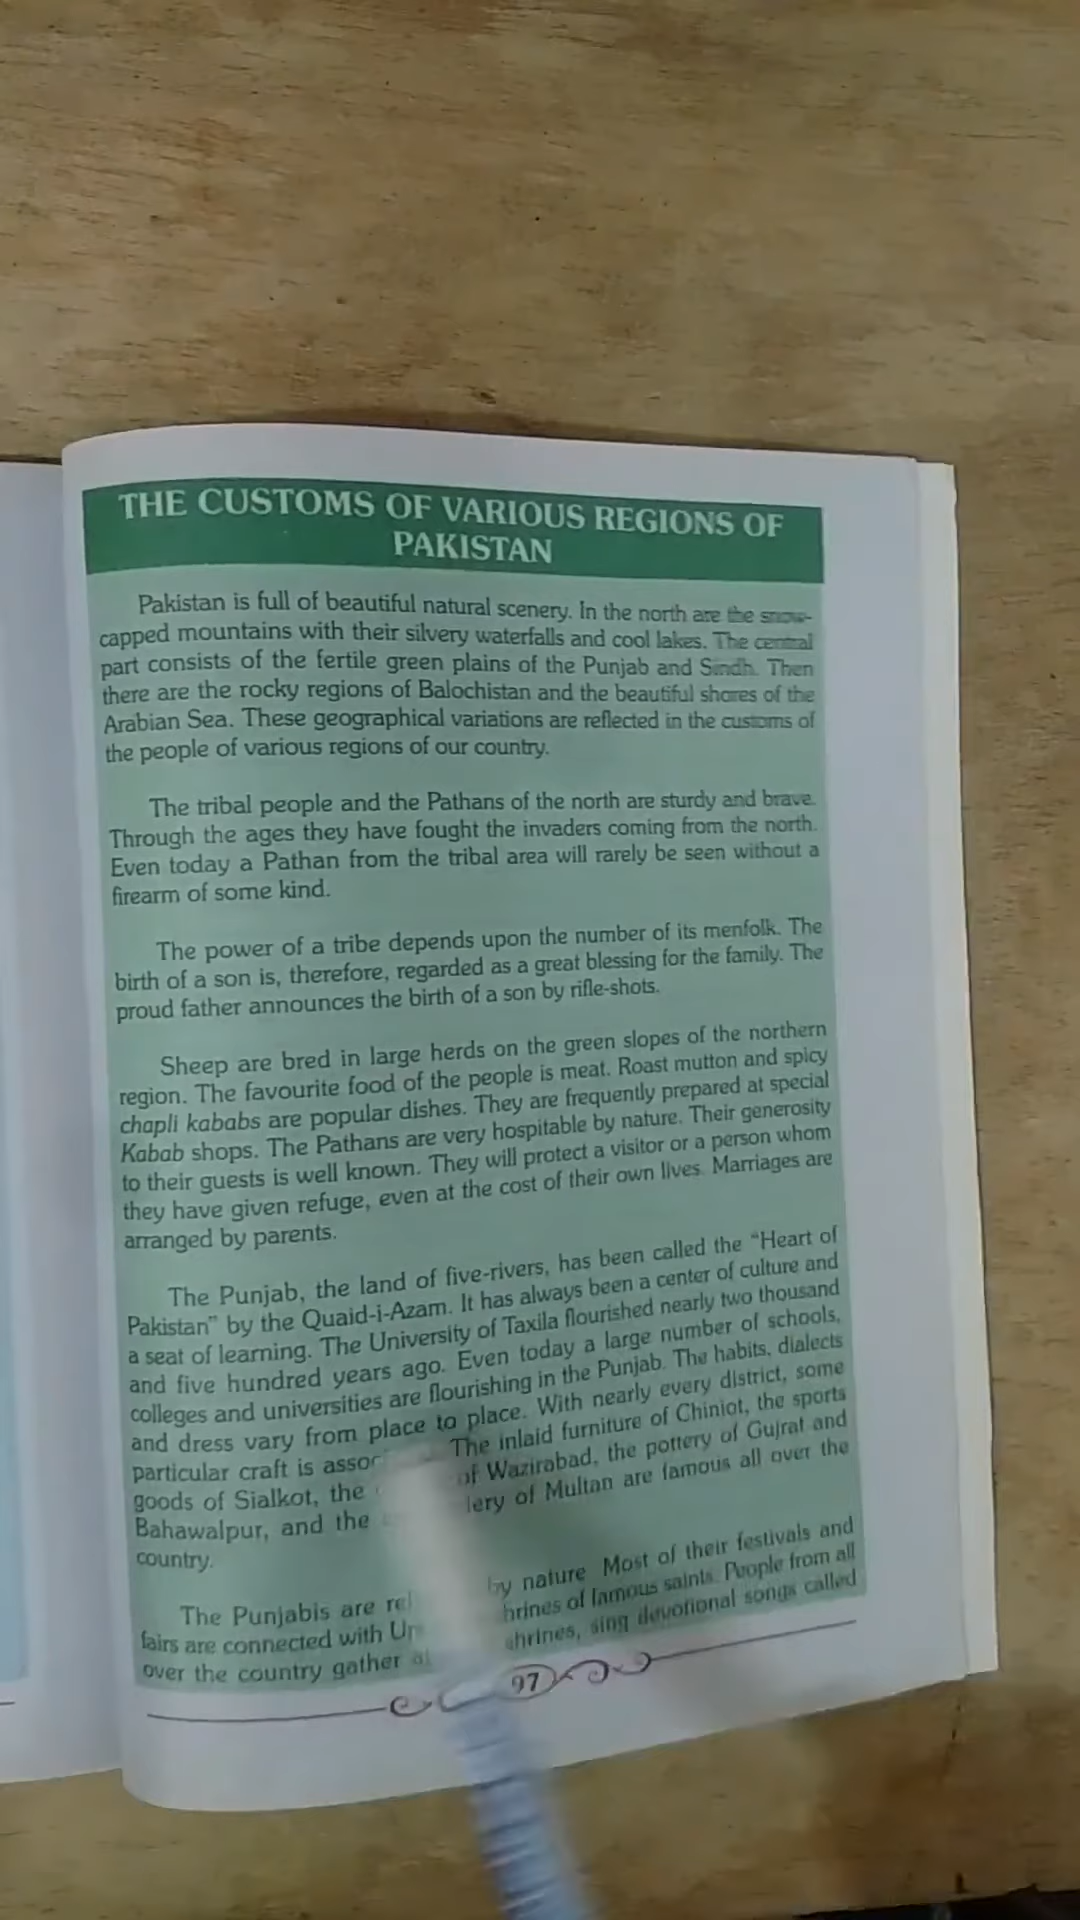 THE CUSTOMS OF VARIOUS REGIONS OF
PAKISTAN
Pakistan is full of beautiful natural scenery. In the north are the snow-
capped mountains with their silvery waterfalls and cool lakes. The central
part consists of the fertile green plains of the Punjab and Sindh. Then
there are the rocky regions of Balochistan and the beautiful shores of the
Arabian Sea. These geographical variations are reflected in the customs of
the people of various regions of our country.
The tribal people and the Pathans of the north are sturdy and brave.
Through the ages they have fought the invaders coming from the north.
Even today a Pathan from the tribal area will rarely be seen without a
firearm of some kind.
The power of a tribe depends upon the number of its menfolk. The
birth of a son is, therefore, regarded as a great blessing for the family. The
proud father announces the birth of a son by rifle-shots.
Sheep are bred in large herds on the green slopes of the northern
region. The favourite food of the people is meat. Roast mutton and spicy
chapli kababs are popular dishes. They are frequently prepared at special
Kabab shops. The Pathans are very hospitable by nature. Their generosity
to their guests is well known. They will protect a visitor or a person whom
they have given refuge, even at the cost of their own lives. Marriages are
arranged by parents.
The Punjab, the land of five-rivers, has been called the “Heart of
Pakistan” by the Quaid-i-Azam. It has always been a center of culture and
a seat of learning. The University of Taxila flourished nearly two thousand
and five hundred years ago. Even today a large number of schools,
colleges and universities are flourishing in the Punjab. The habits, dialects
and dress vary from place to place. With nearly every district, some
particular craft is The inlaid furniture of Chiniot, the sports
goods of Sialkot, the of Wazirabad, the pottery of Gujrat and
Bahawalpur, and the of Multan are famous all over the
country.
The Punjabis are by nature Most of their festivals and
fairs are connected with of famous saints. People from all
over the country gather shrines, sing devotional songs called
97